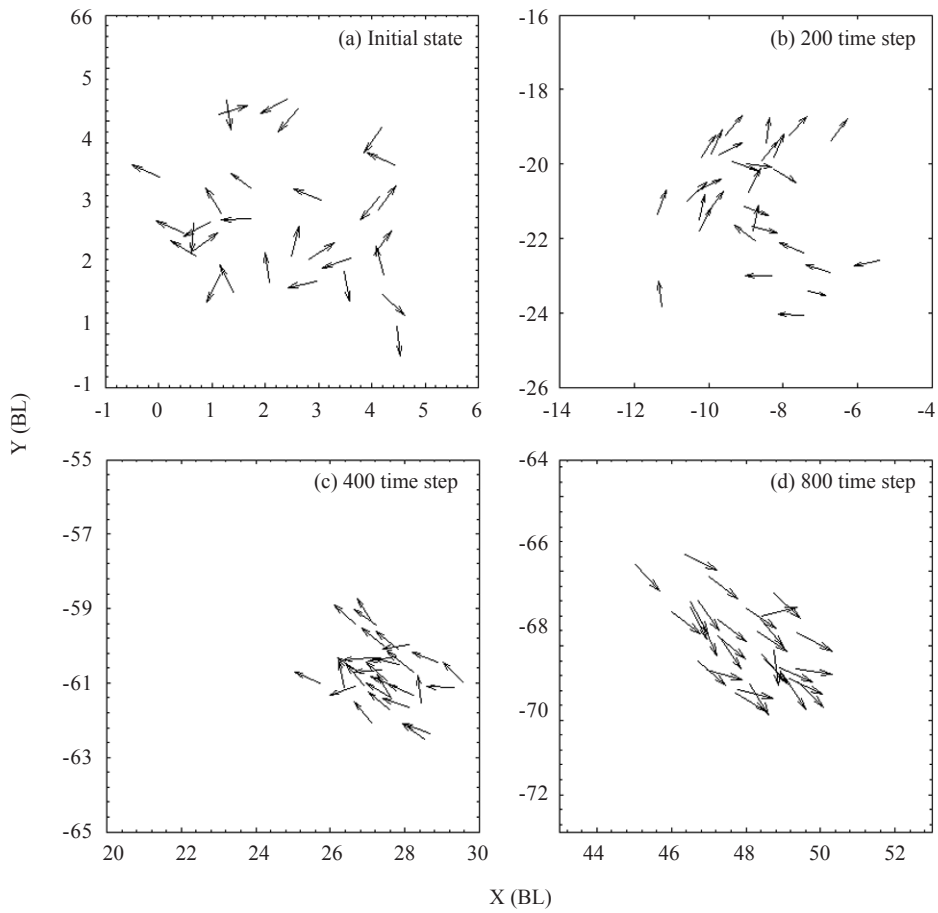 66
(a) Initial state
5
4
3
2
1
-1
-1 0 1 2 3 4 5 6
-16
(b) 200 time step
-18
-20
-22
-24
-26
-14 -12 -10 -8 -6 -4
Y (BL)
-55
(c) 400 time step
-57
-59
-61
-63
-65
20 22 24 26 28 30
-64
(d) 800 time step
-66
-68
-70
-72
44 46 48 50 52
X (BL)